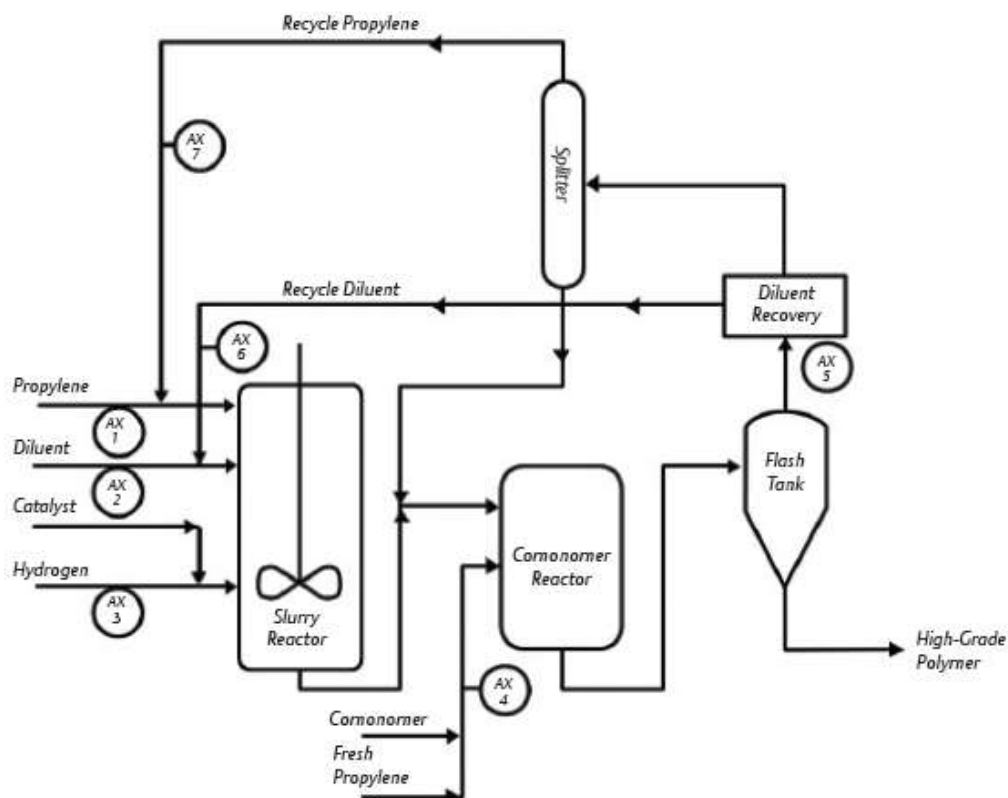 Recycle Propylene
AX
7
Splitter
Recycle Diluent
Diluent
Recovery
AX
6
AX
5
Propylene
AX
1
Diluent
AX
2
Flash
Tank
Catalyst
Hydrogen
AX
3
Comonomer
Reactor
Slurry
Reactor
High-Grade
Polymer
AX
4
Comonomer
Fresh
Propylene